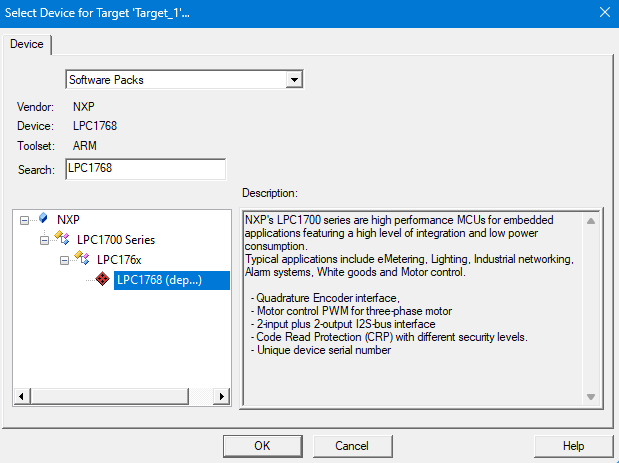 Select Device for Target 'Target_1'...
Device
Software Packs
Vendor: NXP
Device: LPC1768
Toolset: ARM
Search: LPC1768
Description:
NXP
LPC1700 Series
LPC176x
LPC1768 (dep...)
NXP's LPC1700 series are high performance MCUs for embedded
applications featuring a high level of integration and low power
consumption.
Typical applications include eMetering, Lighting, Industrial networking,
Alarm systems, White goods and Motor control.
- Quadrature Encoder interface,
- Motor control PWM for three-phase motor
- 2-input plus 2-output I2S-bus interface
- Code Read Protection (CRP) with different security levels.
- Unique device serial number
OK
Cancel
Help